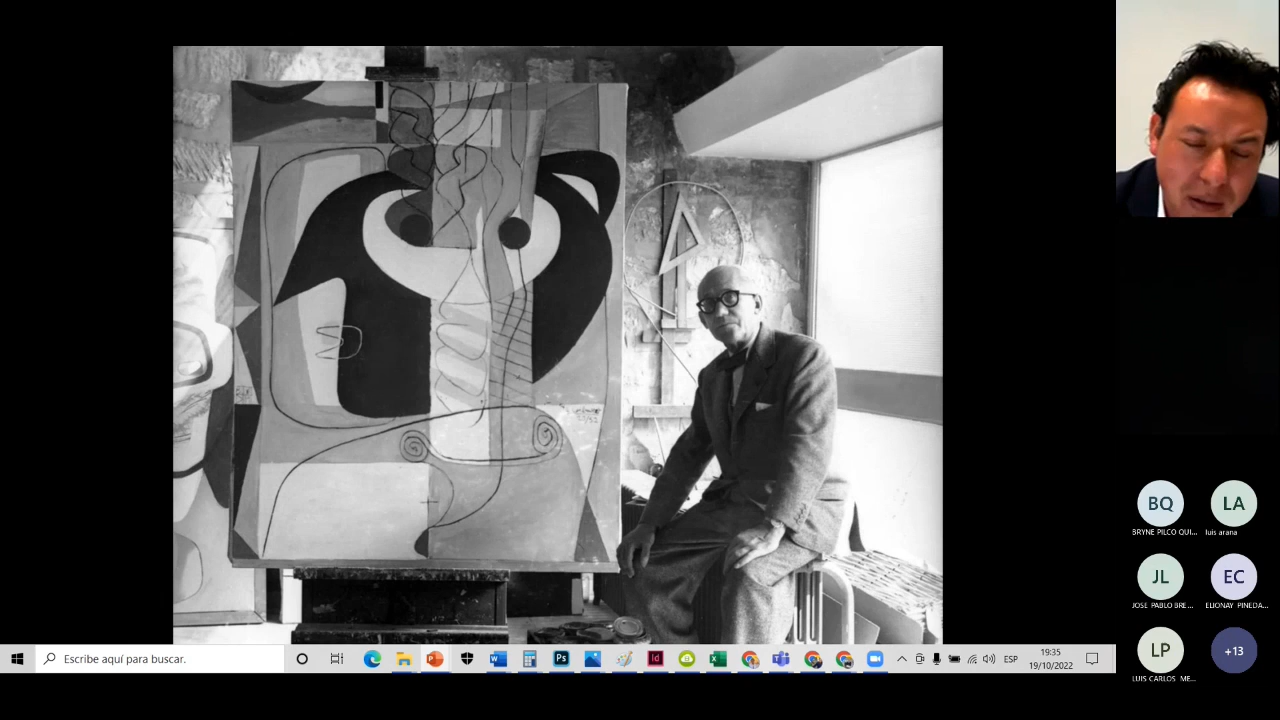 BQ
LA
BRYNE PILCO QUI...
luis arana
JL
EC
JOSE PABLO BRE...
ELIONAY PINEDA...
LP
+13
LUIS CARLOS ME...
Escribe aquí para buscar.
ESP
19:35
19/10/2022